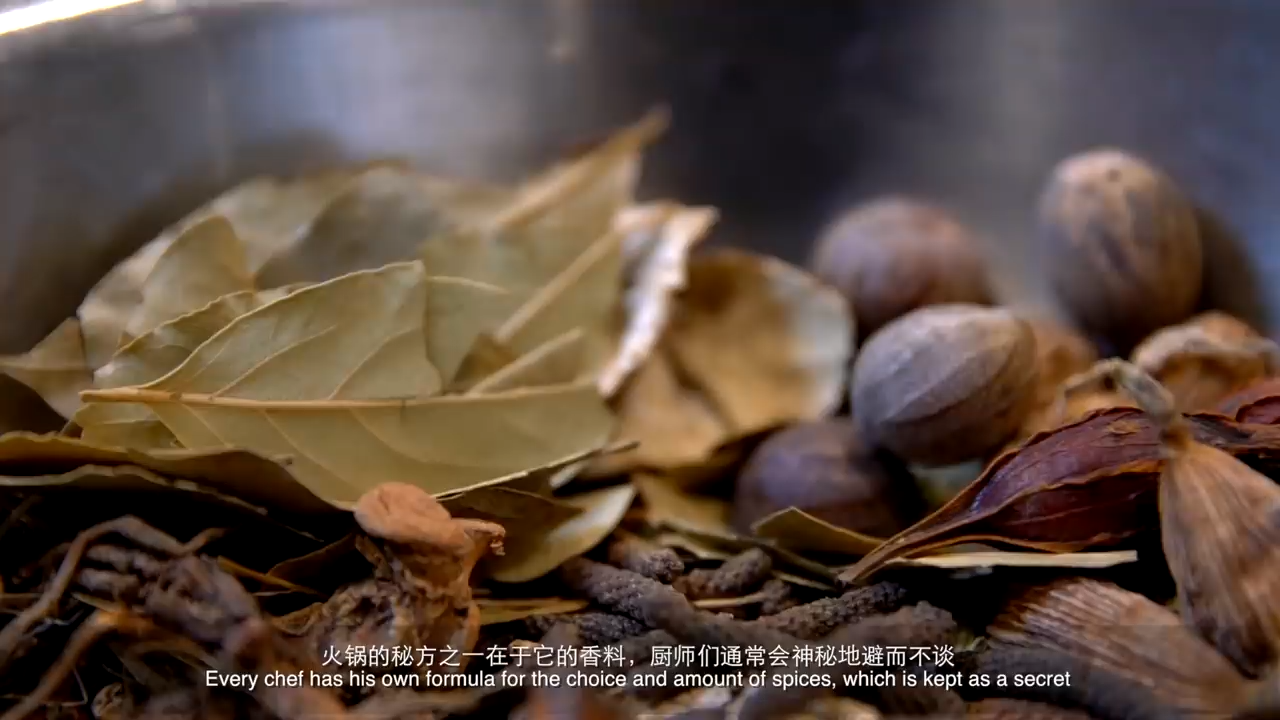 火锅的秘方之一在于它的香料，厨师们通常会神秘地避而不谈
Every chef has his own formula for the choice and amount of spices, which is kept as a secret